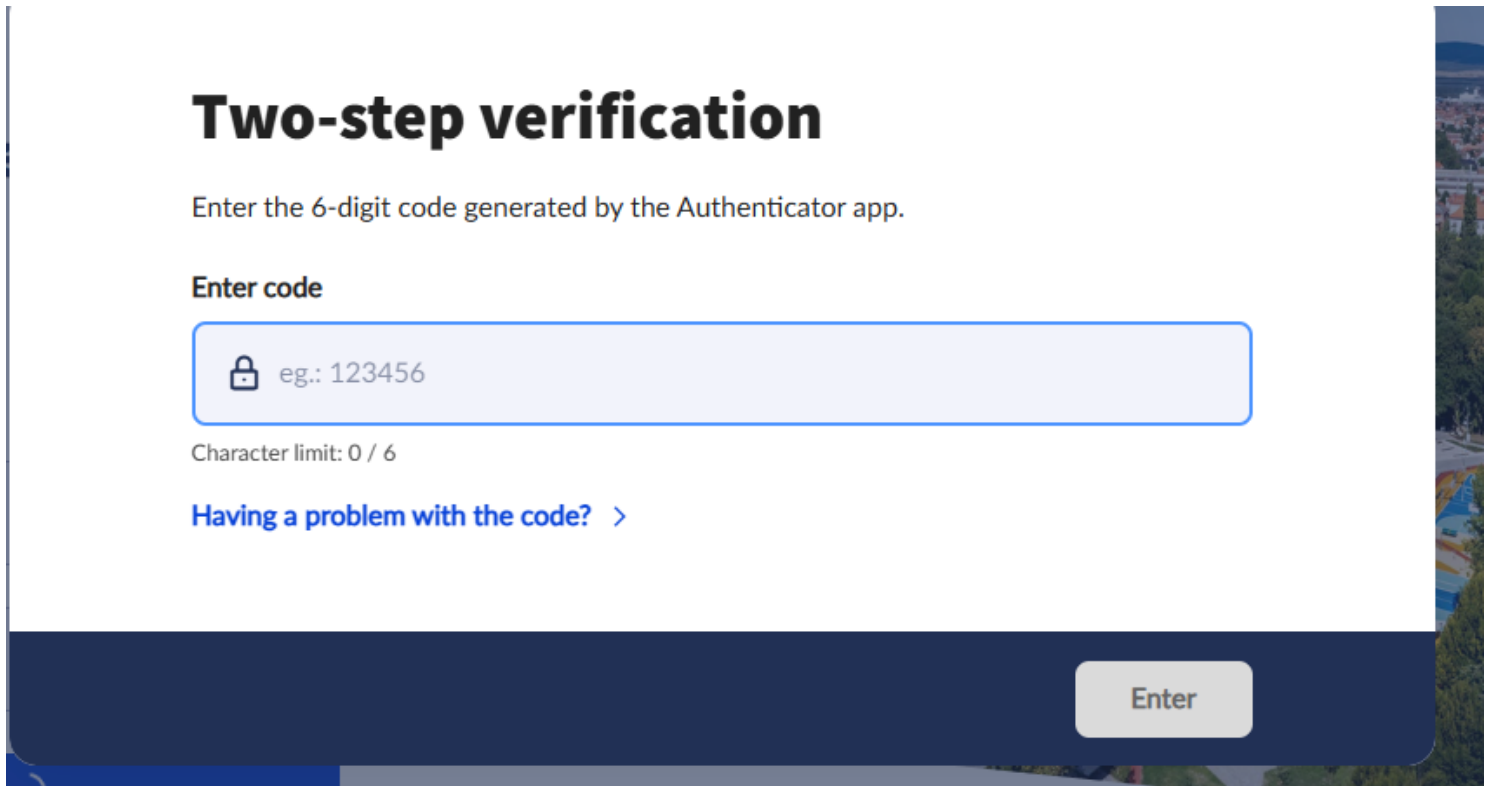 Two-step verification
Enter the 6-digit code generated by the Authenticator app.
Enter code
eg.: 123456
Character limit: 0 / 6
Having a problem with the code?
Enter